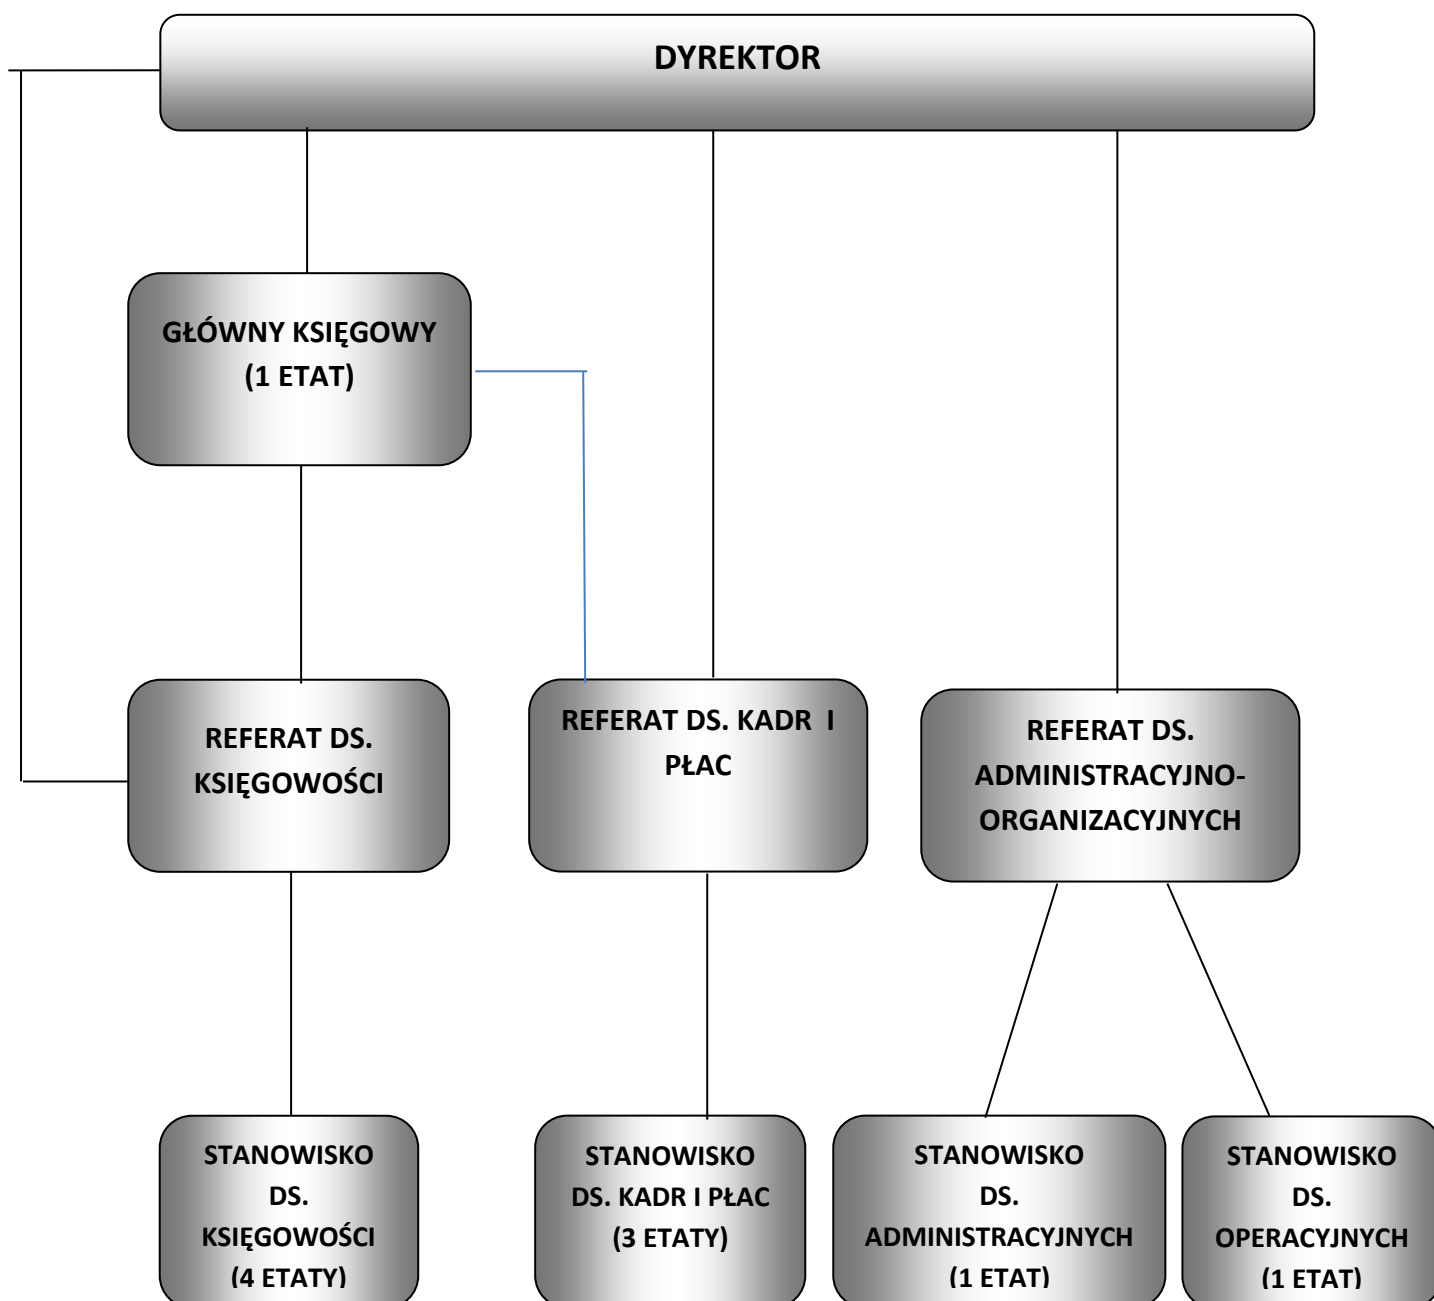 DYREKTOR
GŁÓWNY KSIĘGOWY
(1 ETAT)
REFERAT DS.
KSIĘGOWOŚCI
REFERAT DS. KADR I
PŁAC
REFERAT DS.
ADMINISTRACYJNO-
ORGANIZACYJNYCH
STANOWISKO
DS.
KSIĘGOWOŚCI
(4 ETATY)
STANOWISKO
DS. KADR I PŁAC
(3 ETATY)
STANOWISKO
DS.
ADMINISTRACYJNYCH
(1 ETAT)
STANOWISKO
DS.
OPERACYJNYCH
(1 ETAT)